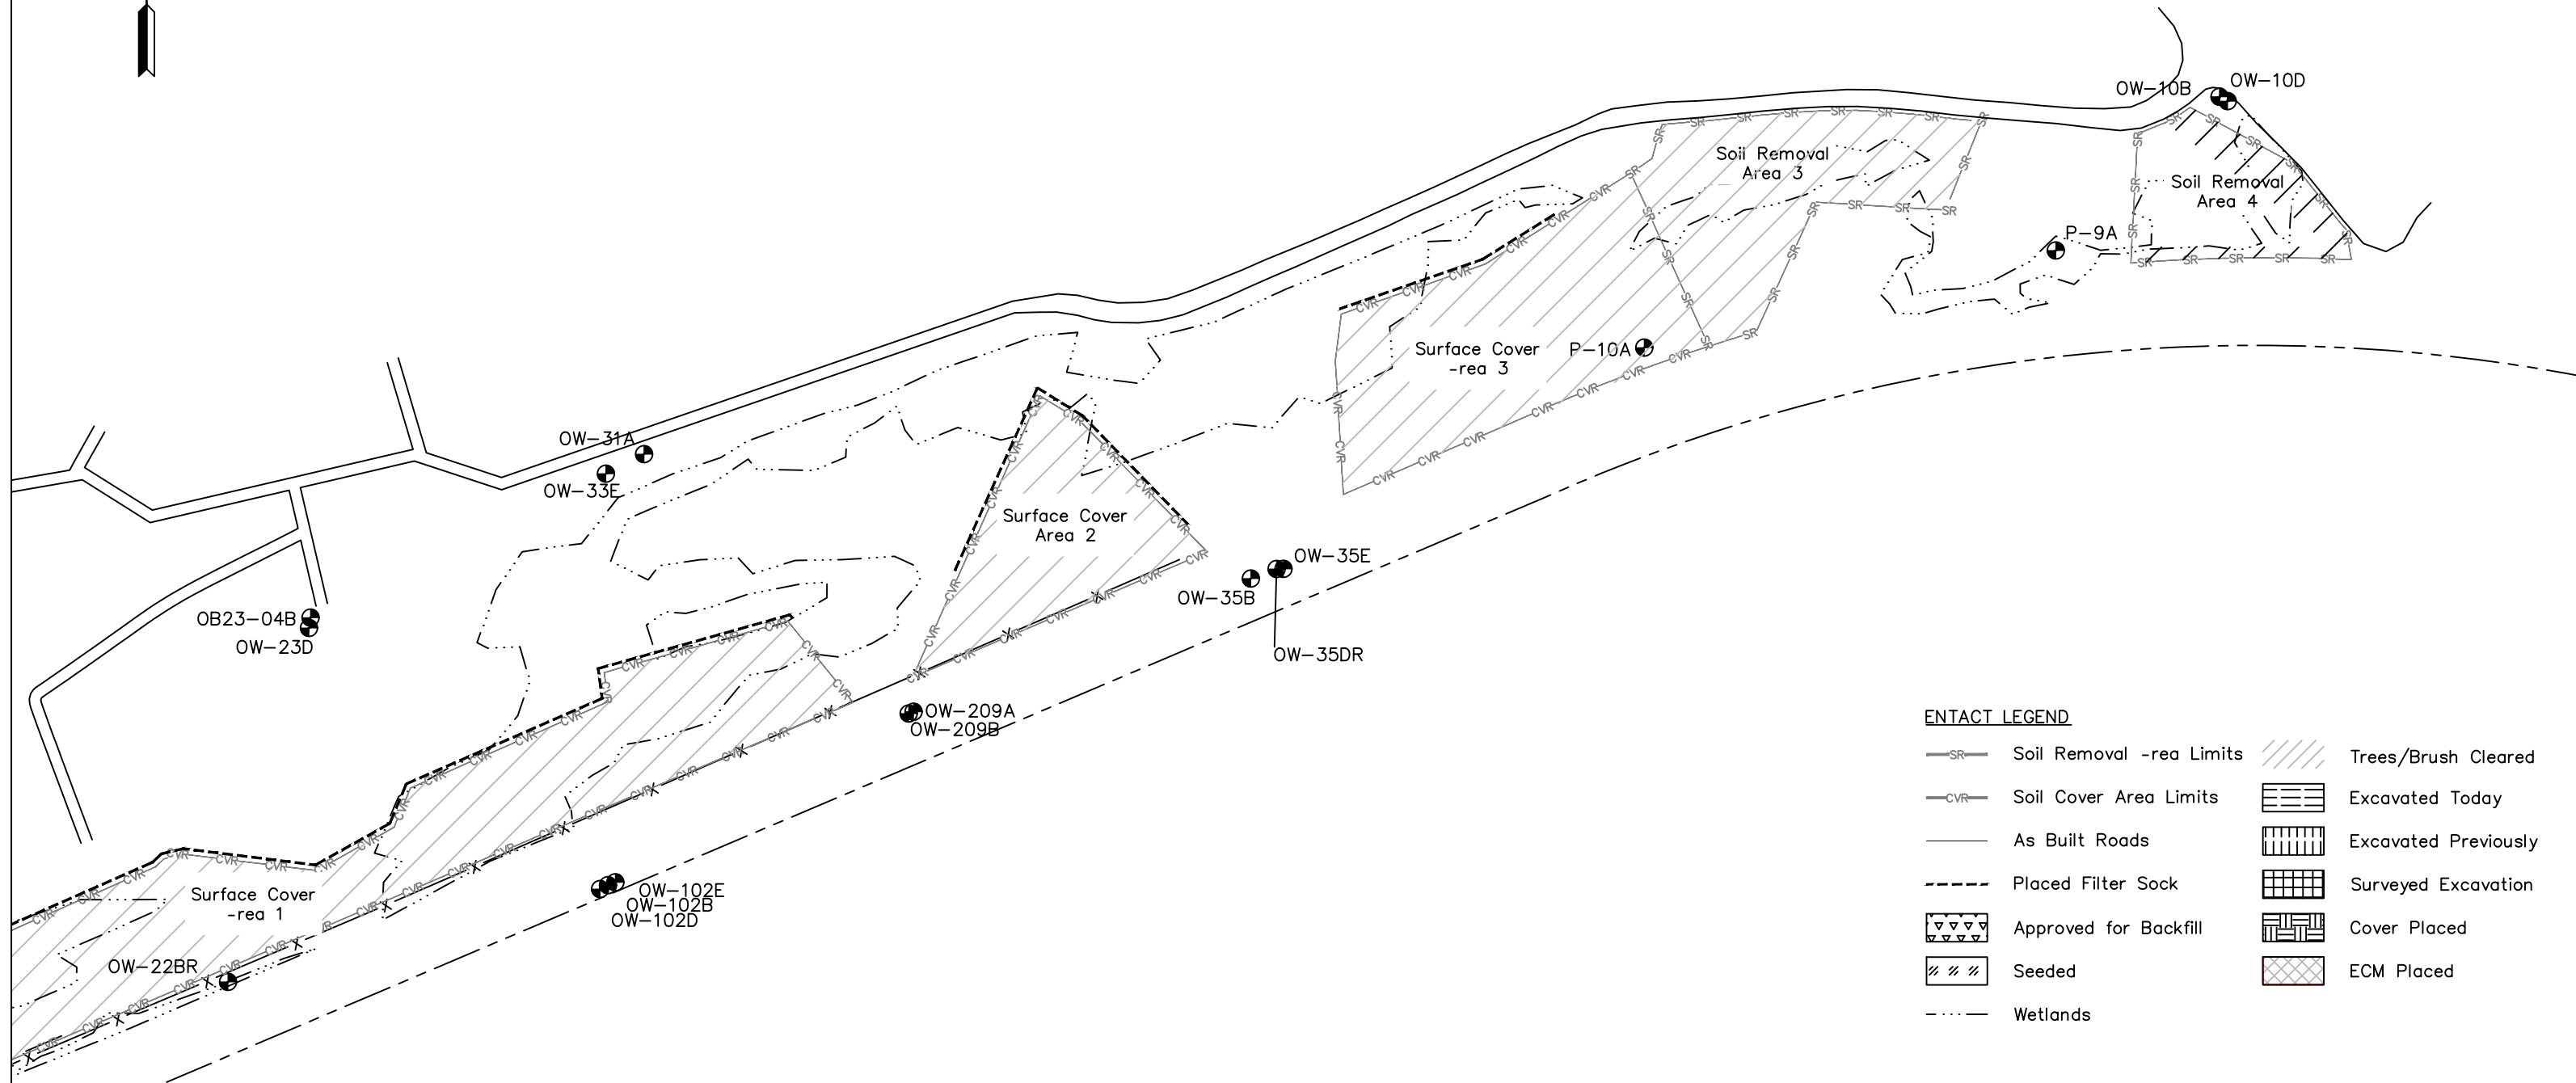 OW-10B
OW-10D
Soil Removal
Area 3
Soil Removal
Area 4
P-9A
Surface Cover
-rea 3
P-10A
OW-31A
OW-33E
Surface Cover
Area 2
OW-35E
OW-35B
OW-35DR
OB23-04B
OW-23D
OW-209A
OW-209B
OW-102E
OW-102B
OW-102D
Surface Cover
-rea 1
OW-22BR
ENTACT LEGEND
SR Soil Removal -rea Limits
CVR Soil Cover Area Limits
As Built Roads
Placed Filter Sock
Approved for Backfill
Seeded
Wetlands
Trees/Brush Cleared
Excavated Today
Excavated Previously
Surveyed Excavation
Cover Placed
ECM Placed